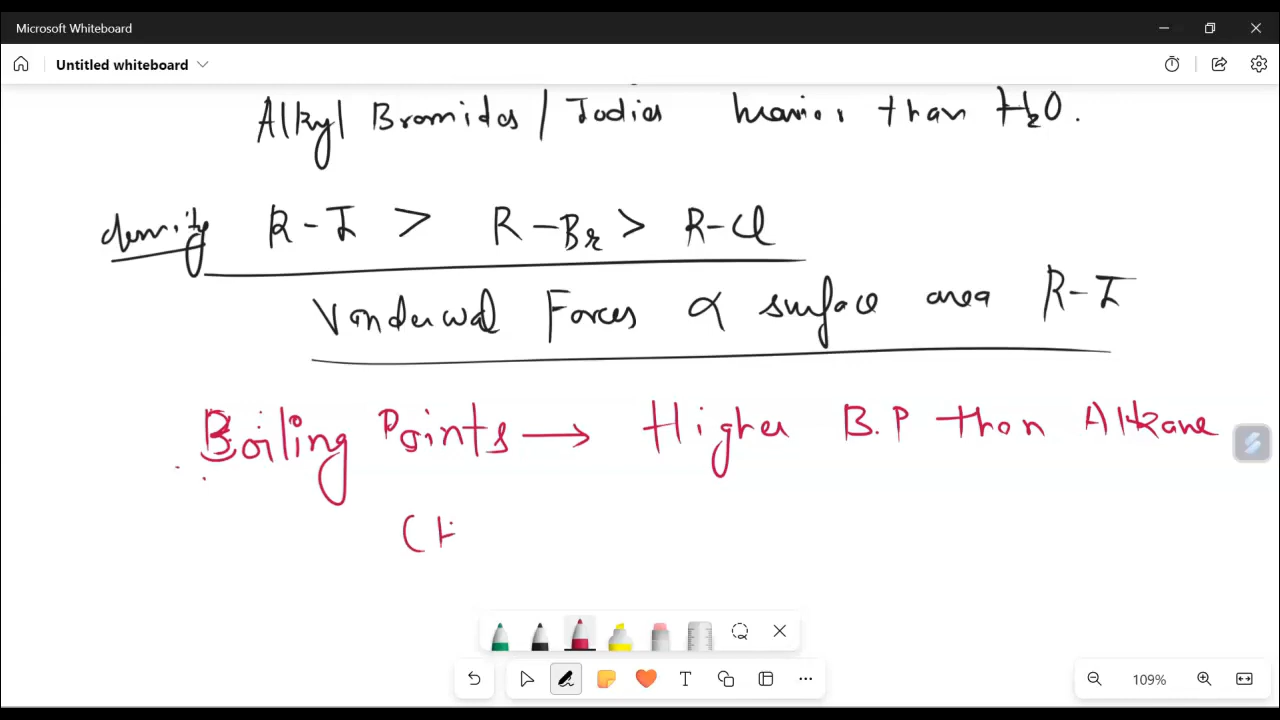 Microsoft Whiteboard
Untitled whiteboard
Alkyl Bromides / Iodies heavier than H₂O.
density R-I > R-Br > R-Cl
Vanderwal Forces ∝ surface area R-I
Boiling Points → Higher B.P than Alkane
(
T
109%